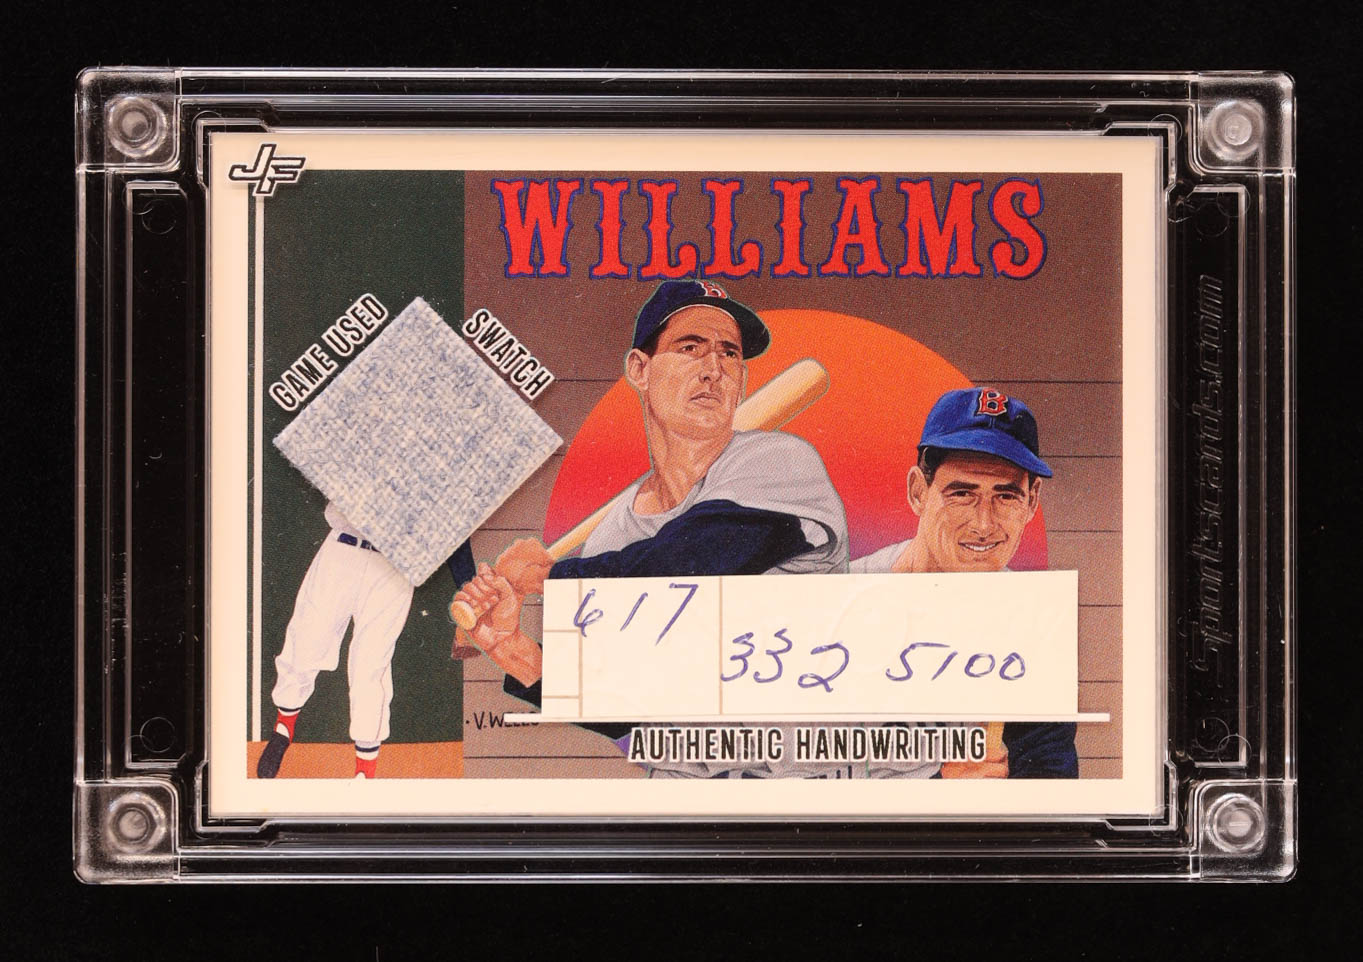 JF
WILLIAMS
GAME USED
SWATCH
B
B
617
332 5100
AUTHENTIC HANDWRITING
sportscards.com